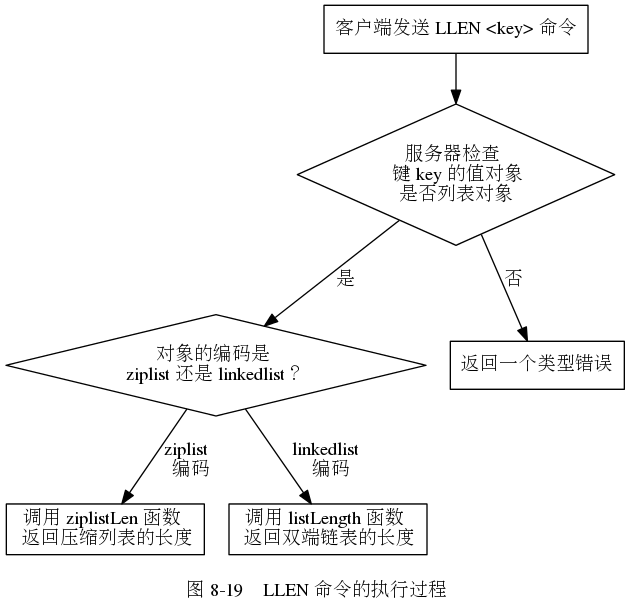 客户端发送 LLEN <key> 命令
服务器检查
键 key 的值对象
是否列表对象
是
否
对象的编码是
ziplist 还是 linkedlist ？
返回一个类型错误
ziplist
编码
linkedlist
编码
调用 ziplistLen 函数
返回压缩列表的长度
调用 listLength 函数
返回双端链表的长度
图 8-19 LLEN 命令的执行过程